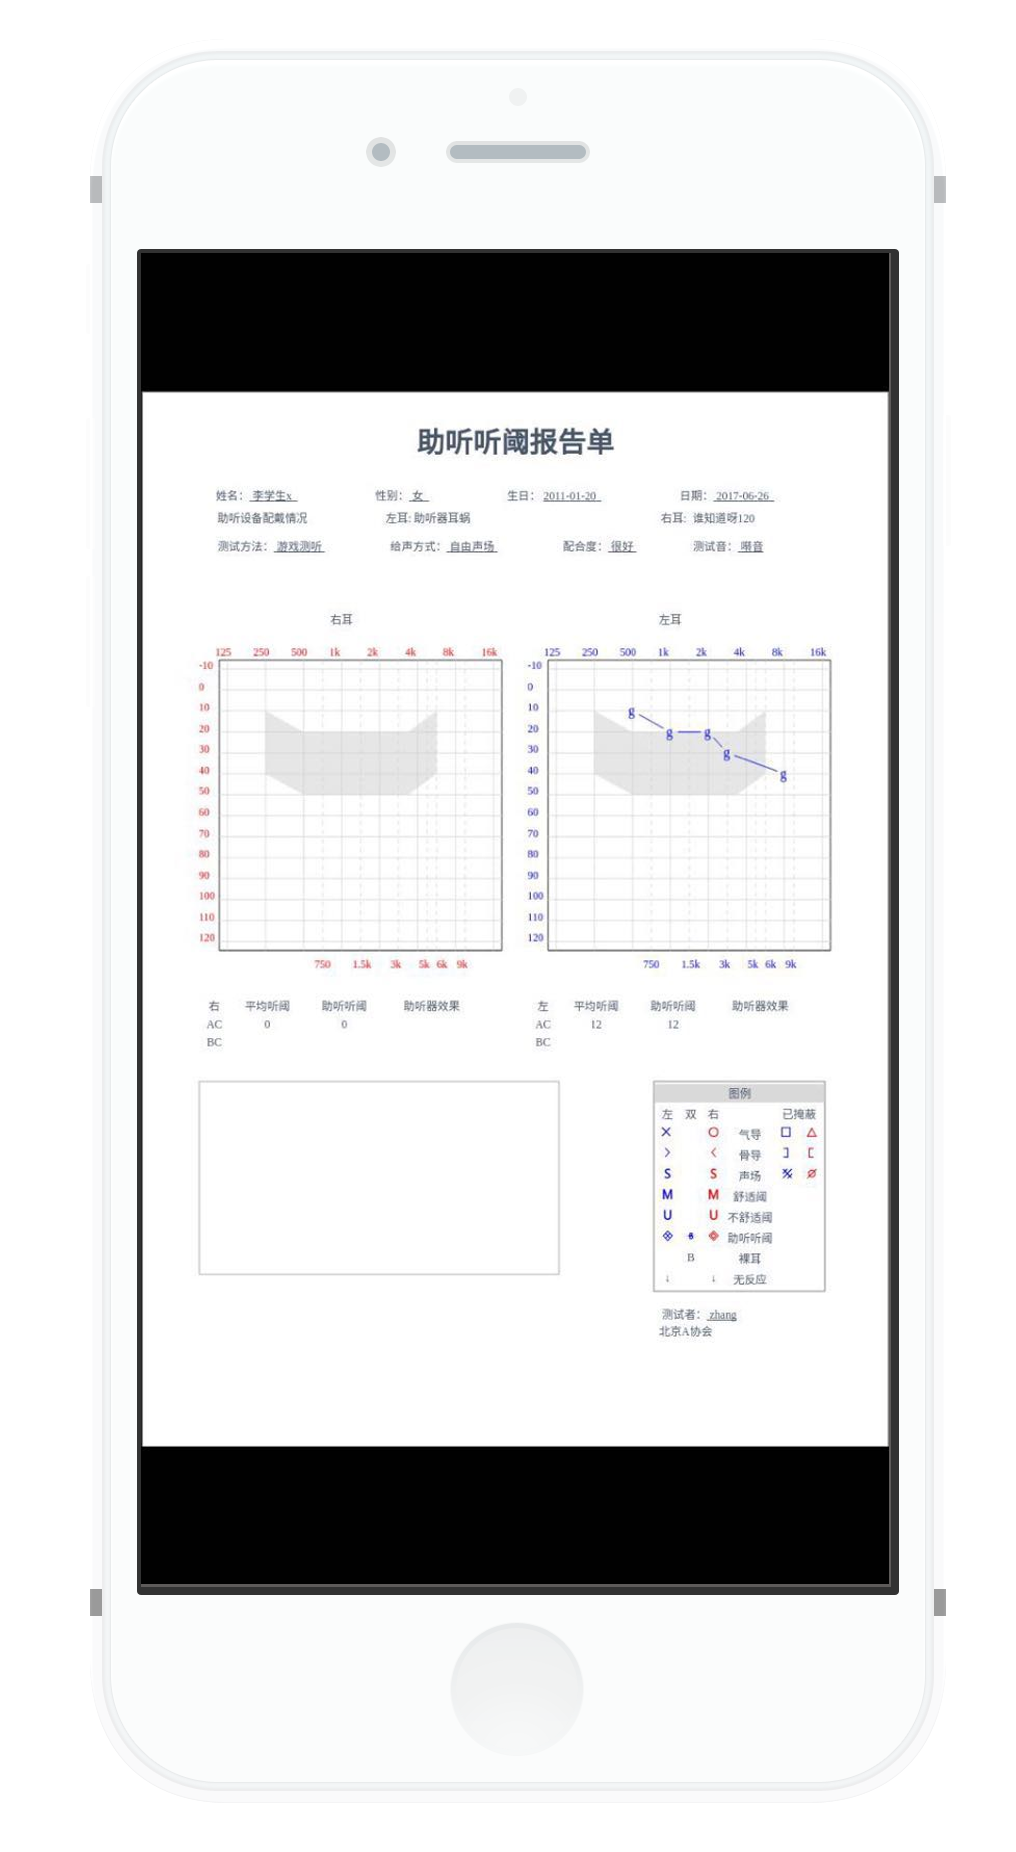 助听听阈报告单
姓名： 李学生x 性别： 女 生日： 2011-01-20 日期： 2017-06-26
助听设备配戴情况 左耳: 助听器耳蜗 右耳: 谁知道呀120
测试方法： 游戏测听 给声方式： 自由声场 配合度： 很好 测试音： 啭音
右耳 左耳
125 250 500 1k 2k 4k 8k 16k 125 250 500 1k 2k 4k 8k 16k
-10 -10
0 0
10 10 g
20 20 g g
30 30 g
40 40 g
50 50
60 60
70 70
80 80
90 90
100 100
110 110
120 120
750 1.5k 3k 5k 6k 9k 750 1.5k 3k 5k 6k 9k
右 平均听阈 助听听阈 助听器效果 左 平均听阈 助听听阈 助听器效果
AC 0 0 AC 12 12
BC BC
图例
左 双 右 已掩蔽
气导
骨导
S S 声场
M M 舒适阈
U U 不舒适阈
助听听阈
B 裸耳
↓ ↓ 无反应
测试者： zhang
北京A协会